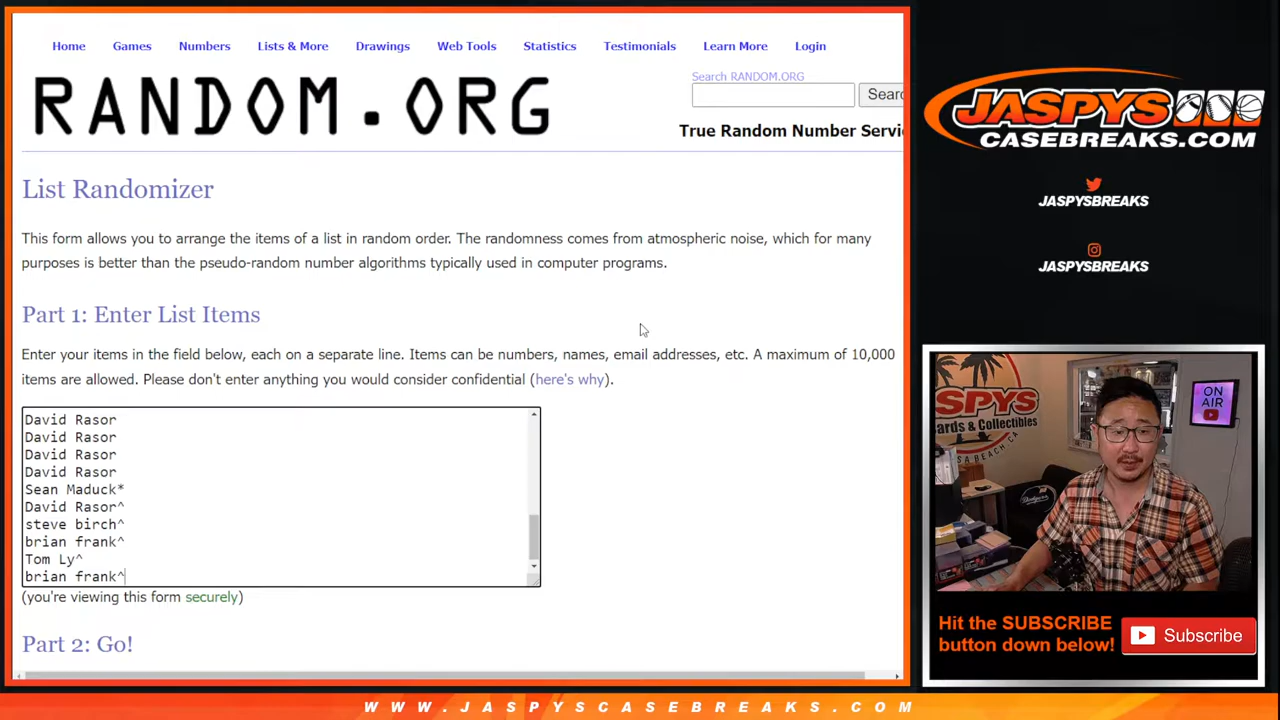 Home Games Numbers Lists & More Drawings Web Tools Statistics Testimonials Learn More Login
RANDOM.ORG
Search RANDOM.ORG
Searc
True Random Number Servi
List Randomizer
This form allows you to arrange the items of a list in random order. The randomness comes from atmospheric noise, which for many
purposes is better than the pseudo-random number algorithms typically used in computer programs.
Part 1: Enter List Items
Enter your items in the field below, each on a separate line. Items can be numbers, names, email addresses, etc. A maximum of 10,000
items are allowed. Please don't enter anything you would consider confidential (here's why).
David Rasor
David Rasor
David Rasor
David Rasor
Sean Maduck*
David Rasor^
steve birch^
brian frank^
Tom Ly^
brian frank^
(you're viewing this form securely)
Part 2: Go!
JASPYS
CASEBREAKS.COM
JASPYSBREAKS
JASPYSBREAKS
ON
AIR
Hit the SUBSCRIBE
button down below!
Subscribe
WWW.JASPYSCASEBREAKS.COM